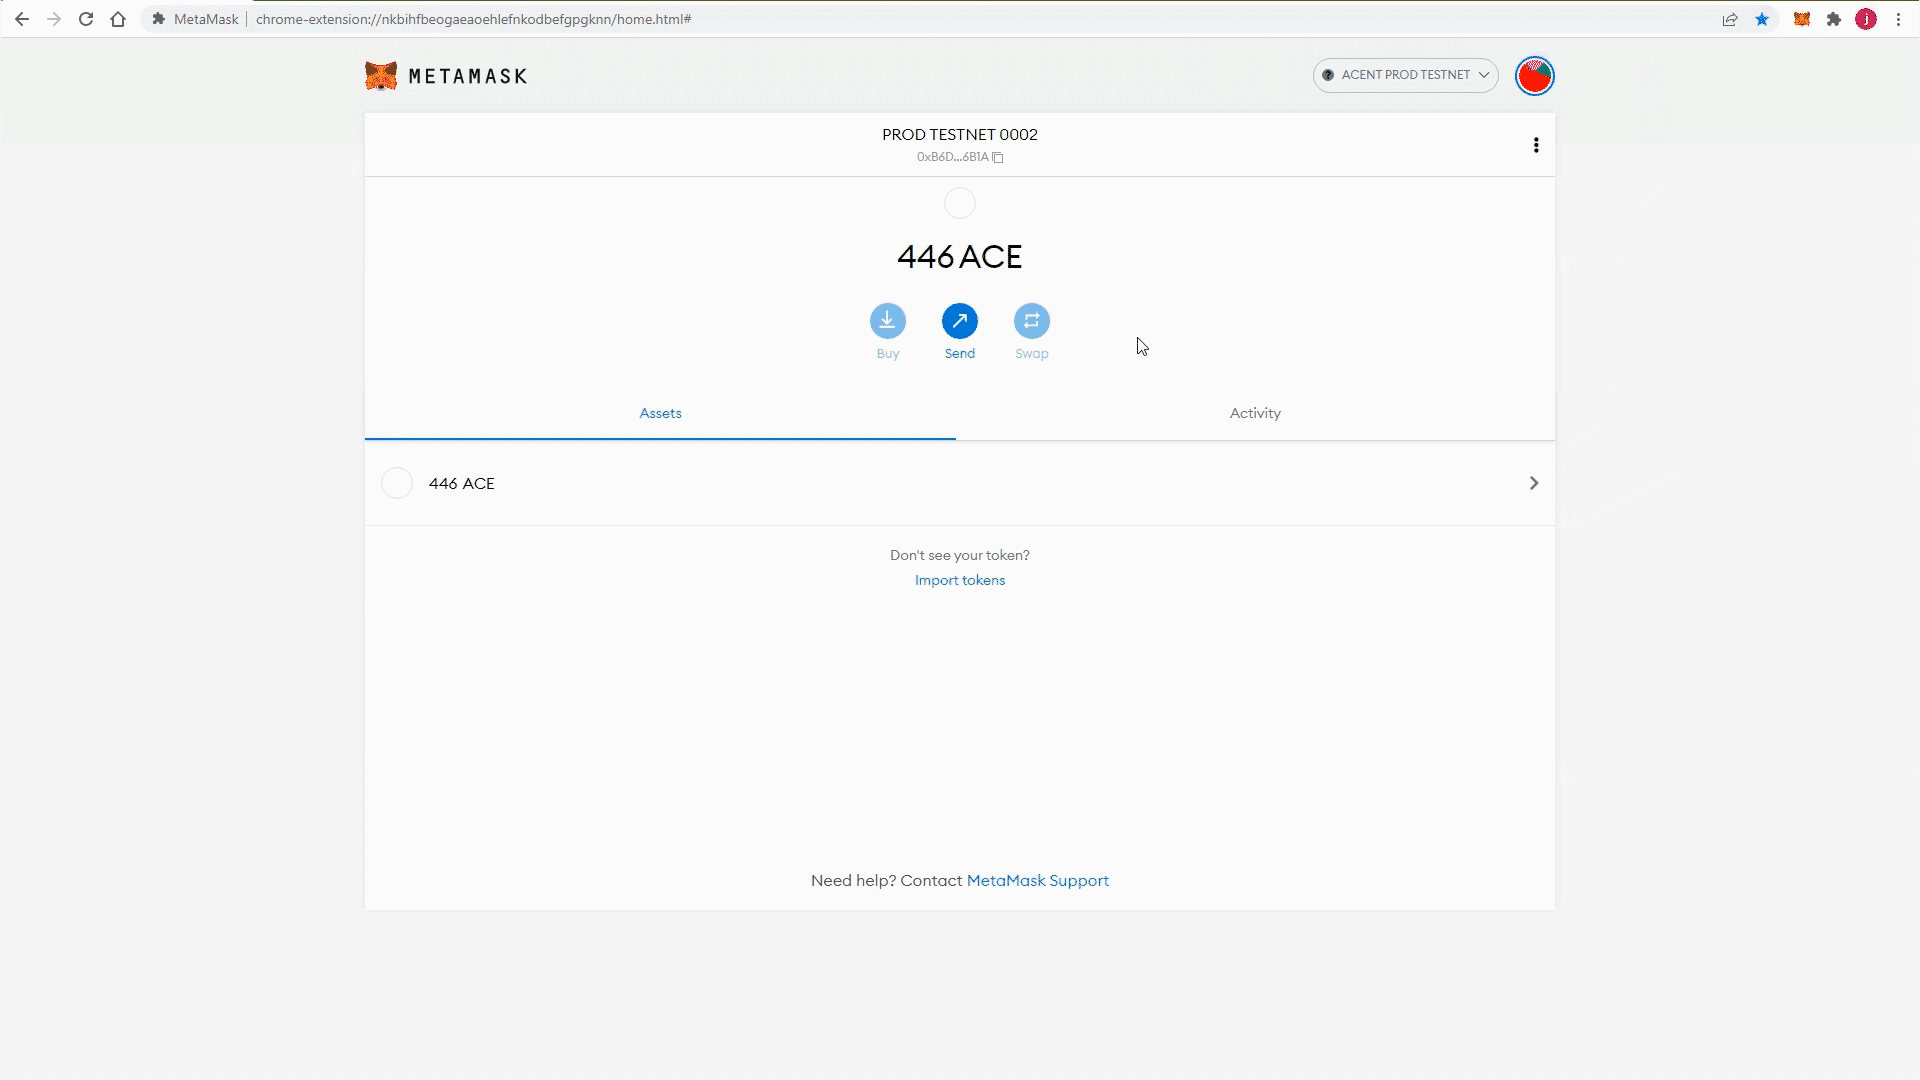 MetaMask chrome-extension://nkbihfbeogaeaoehlefnkodbefgpgknn/home.html# j
METAMASK ? ACENT PROD TESTNET
PROD TESTNET 0002
0xB6D...6B1A
446 ACE
Buy Send Swap
Assets Activity
446 ACE
Don't see your token?
Import tokens
Need help? Contact MetaMask Support